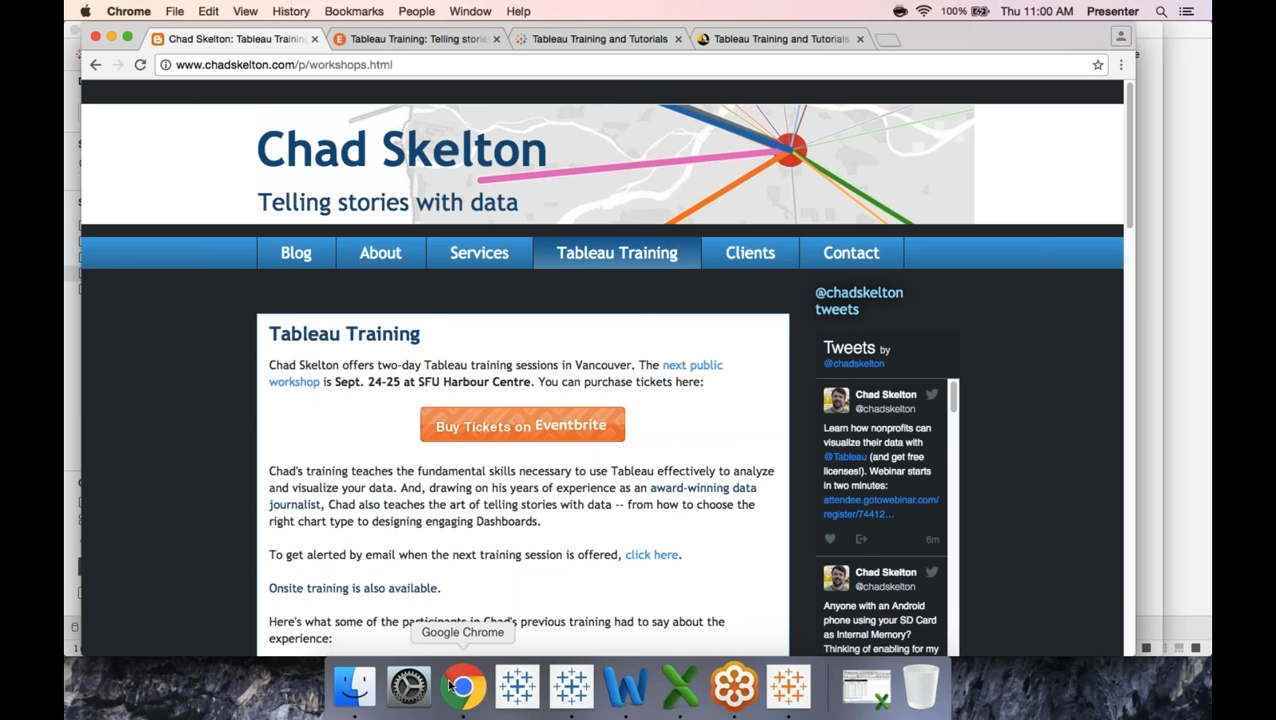 Chrome File Edit View History Bookmarks People Window Help 100% Thu 11:00 AM Presenter
Chad Skelton: Tableau Training Tableau Training: Telling stories Tableau Training and Tutorials Tableau Training and Tutorials
www.chadskelton.com/p/workshops.html
Chad Skelton
Telling stories with data
Blog About Services Tableau Training Clients Contact
Tableau Training
Chad Skelton offers two-day Tableau training sessions in Vancouver. The next public
workshop is Sept. 24-25 at SFU Harbour Centre. You can purchase tickets here:
Buy Tickets on Eventbrite
Chad's training teaches the fundamental skills necessary to use Tableau effectively to analyze
and visualize your data. And, drawing on his years of experience as an award-winning data
journalist, Chad also teaches the art of telling stories with data -- from how to choose the
right chart type to designing engaging Dashboards.
To get alerted by email when the next training session is offered, click here.
Onsite training is also available.
Here's what some of the participants in Chad's previous training had to say about the
experience:
@chadskelton
tweets
Tweets by
@chadskelton
Chad Skelton
@chadskelton
Learn how nonprofits can
visualize their data with
@Tableau (and get free
licenses!). Webinar starts
in two minutes:
attendee.gotowebinar.com/
register/74412...
6m
Chad Skelton
@chadskelton
Anyone with an Android
phone using your SD Card
as Internal Memory?
Thinking of enabling for my
Google Chrome